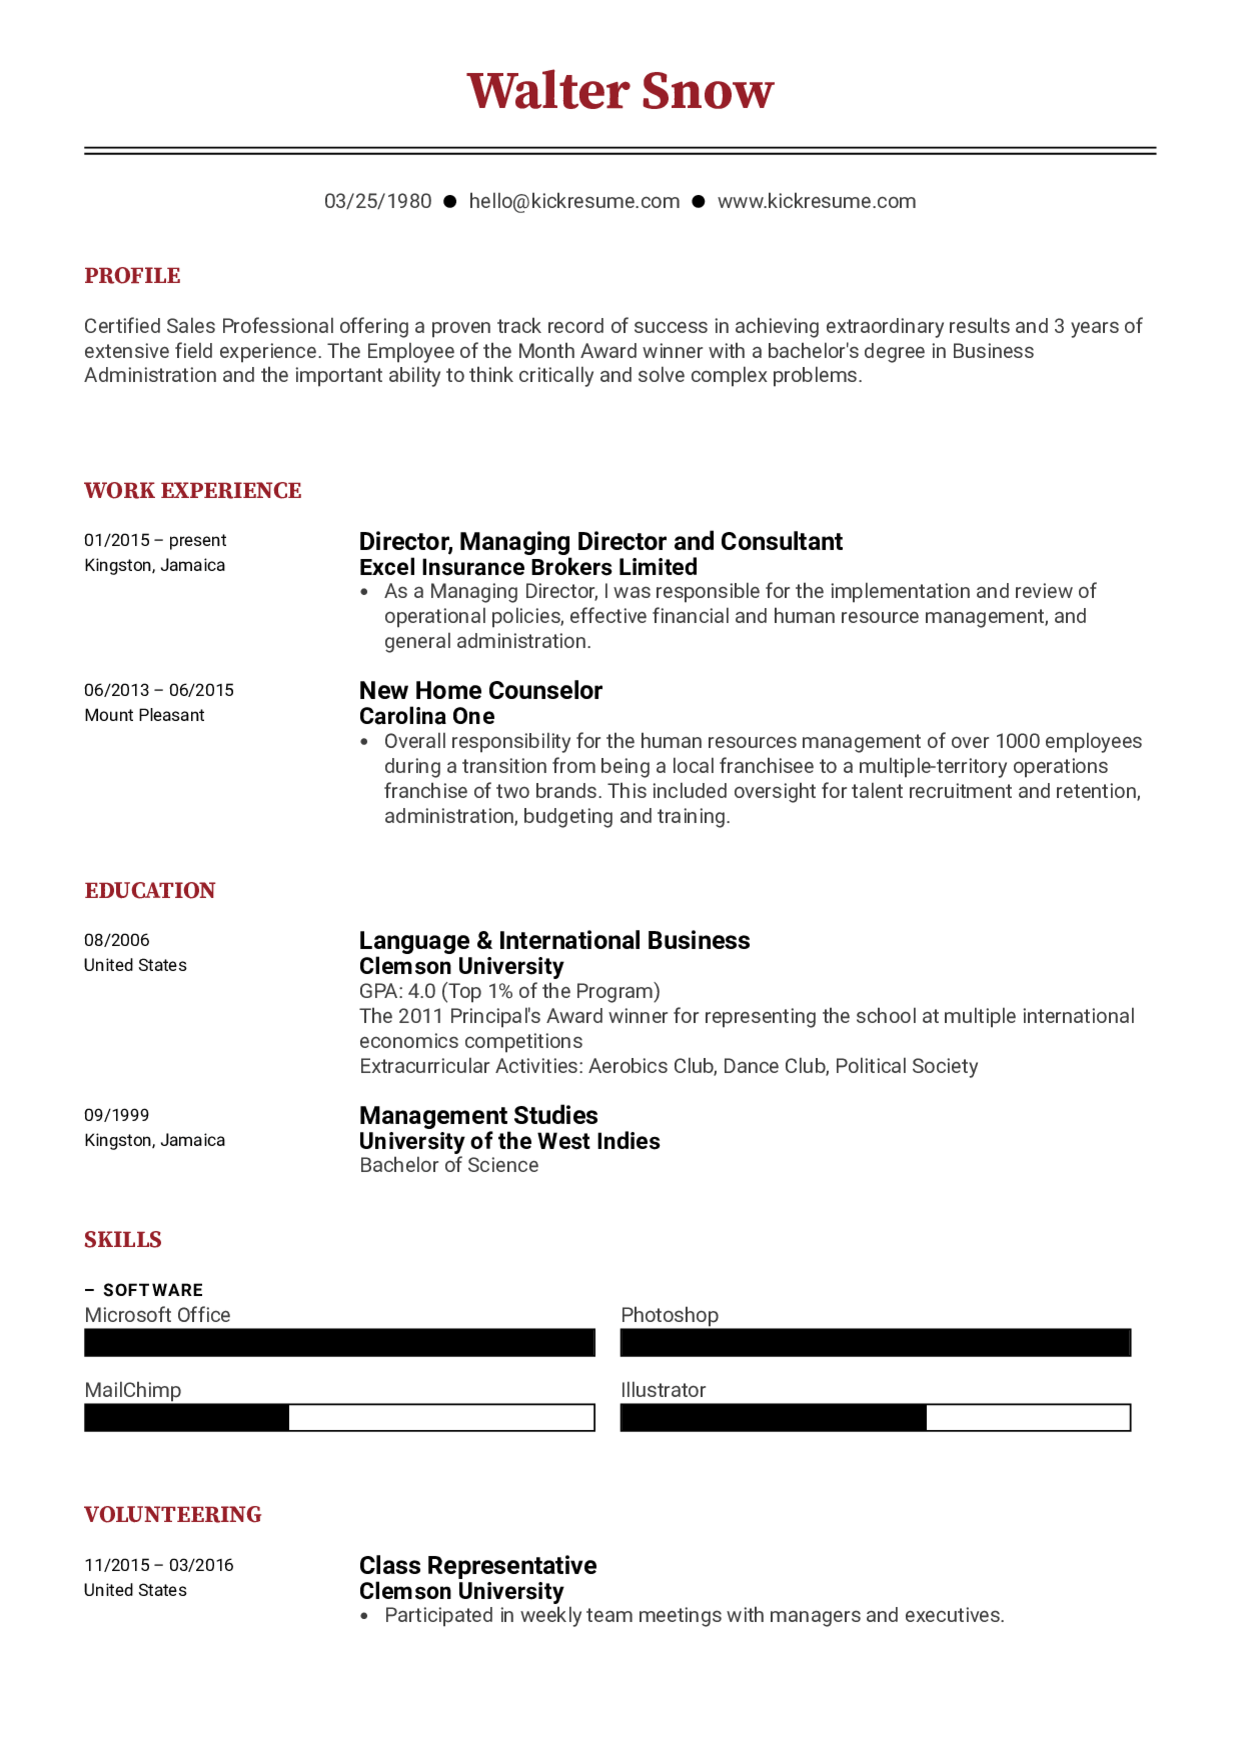 Walter Snow
03/25/1980 ● hello@kickresume.com ● www.kickresume.com
PROFILE
Certified Sales Professional offering a proven track record of success in achieving extraordinary results and 3 years of
extensive field experience. The Employee of the Month Award winner with a bachelor's degree in Business
Administration and the important ability to think critically and solve complex problems.
WORK EXPERIENCE
01/2015 – present
Kingston, Jamaica
Director, Managing Director and Consultant
Excel Insurance Brokers Limited
• As a Managing Director, I was responsible for the implementation and review of
operational policies, effective financial and human resource management, and
general administration.
06/2013 – 06/2015
Mount Pleasant
New Home Counselor
Carolina One
• Overall responsibility for the human resources management of over 1000 employees
during a transition from being a local franchisee to a multiple-territory operations
franchise of two brands. This included oversight for talent recruitment and retention,
administration, budgeting and training.
EDUCATION
08/2006
United States
Language & International Business
Clemson University
GPA: 4.0 (Top 1% of the Program)
The 2011 Principal's Award winner for representing the school at multiple international
economics competitions
Extracurricular Activities: Aerobics Club, Dance Club, Political Society
09/1999
Kingston, Jamaica
Management Studies
University of the West Indies
Bachelor of Science
SKILLS
– SOFTWARE
Microsoft Office
Photoshop
MailChimp
Illustrator
VOLUNTEERING
11/2015 – 03/2016
United States
Class Representative
Clemson University
• Participated in weekly team meetings with managers and executives.